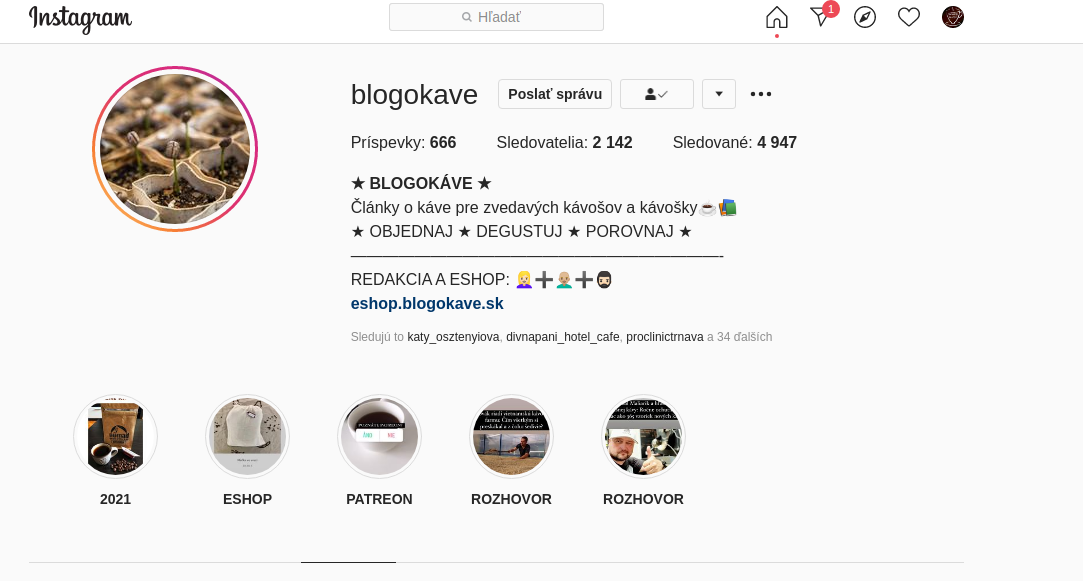 Instagram
Hľadať
1
blogokave
Poslať správu
Príspevky: 666 Sledovatelia: 2 142 Sledované: 4 947
★ BLOGOKÁVE ★
Články o káve pre zvedavých kávošov a kávošky☕📚
★ OBJEDNAJ ★ DEGUSTUJ ★ POROVNAJ ★
———————————————————————-
REDAKCIA A ESHOP: 👱🏼‍♀️➕💆🏼‍♂️➕🧔🏻
eshop.blogokave.sk
Sledujú to katy_osztenyiova, divnapani_hotel_cafe, proclinictrnava a 34 ďalších
2021 ESHOP PATREON ROZHOVOR ROZHOVOR